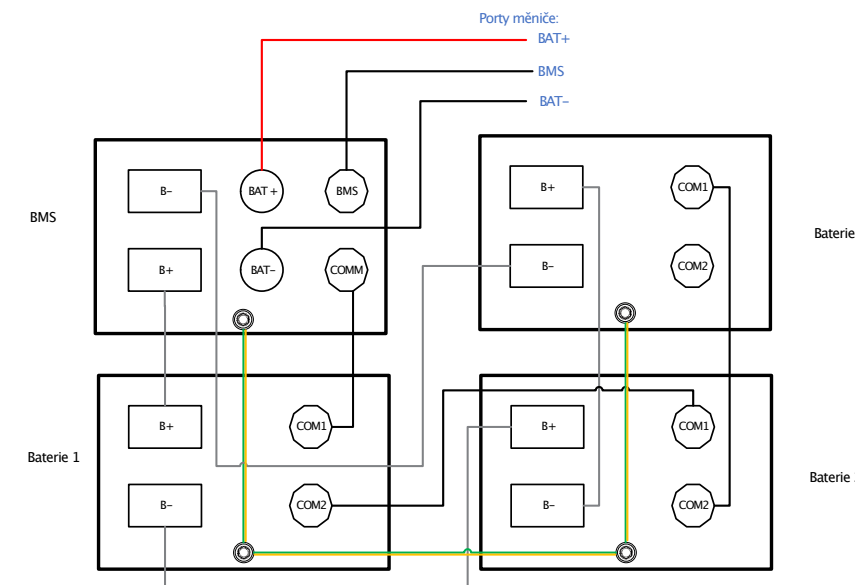 Porty měniče:
BAT+
BMS
BAT-
B-
BAT +
BMS
BMS
B+
BAT-
COMM
B+
COM1
Baterie
B-
COM2
B+
COM1
Baterie 1
B-
COM2
B+
COM1
Baterie
B-
COM2